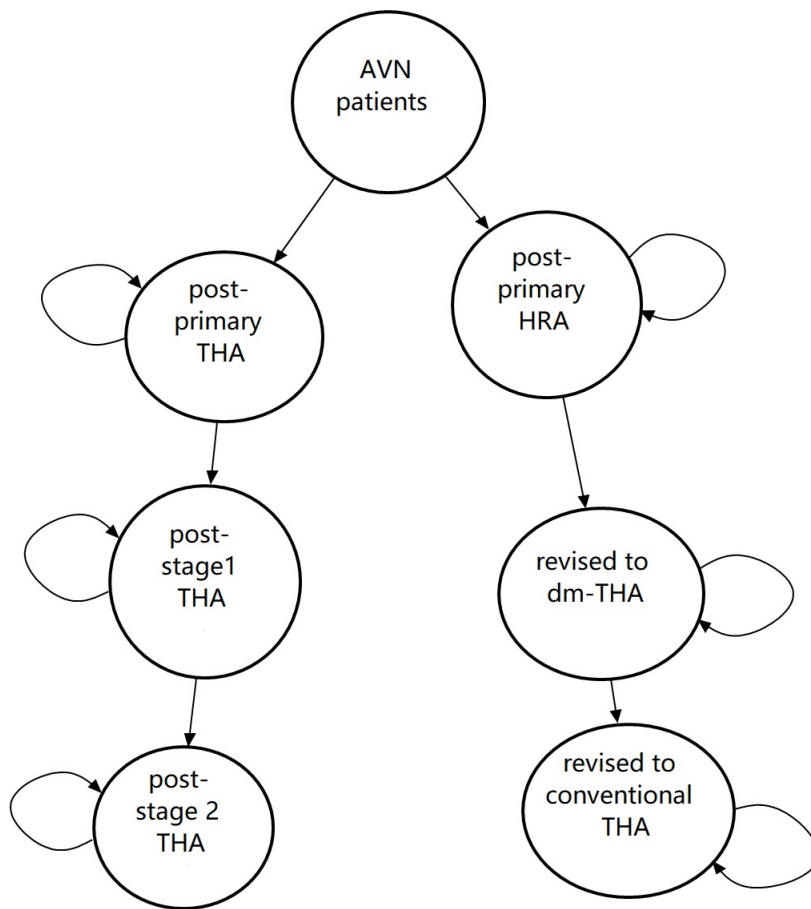 AVN
patients
post-
primary
THA
post-
primary
HRA
post-
stage1
THA
revised to
dm-THA
post-
stage 2
THA
revised to
conventional
THA